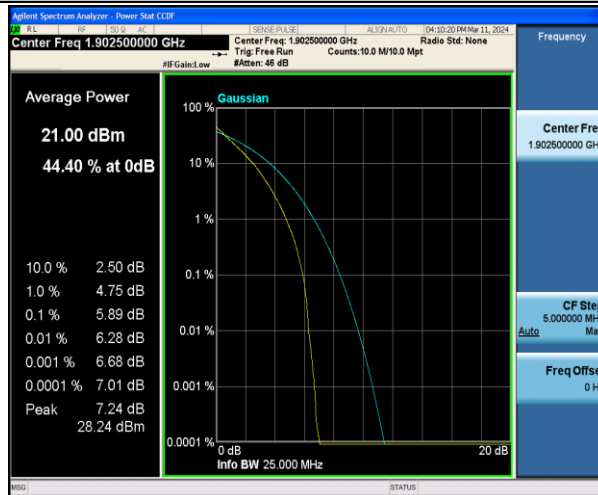 Agilent Spectrum Analyzer - Power Stat CCDF
RL RF 50 Ω AC SENSE:PULSE ALIGNAUTO 04:10:20 PM Mar 11, 2024
Center Freq 1.902500000 GHz
Center Freq: 1.902500000 GHz Radio Std: None
Trig: Free Run Counts:10.0 M/10.0 Mpt
#IFGain:Low #Atten: 46 dB
Frequency
Average Power
21.00 dBm
44.40 % at 0dB
10.0 % 2.50 dB
1.0 % 4.75 dB
0.1 % 5.89 dB
0.01 % 6.28 dB
0.001 % 6.68 dB
0.0001 % 7.01 dB
Peak 7.24 dB
28.24 dBm
Gaussian
100 %
10 %
1 %
0.1 %
0.01 %
0.001 %
0.0001 %
0 dB 20 dB
Info BW 25.000 MHz
Center Fre
1.902500000 GH
CF Ste
5.000000 MH
Auto Ma
Freq Offse
0 H
MSG STATUS